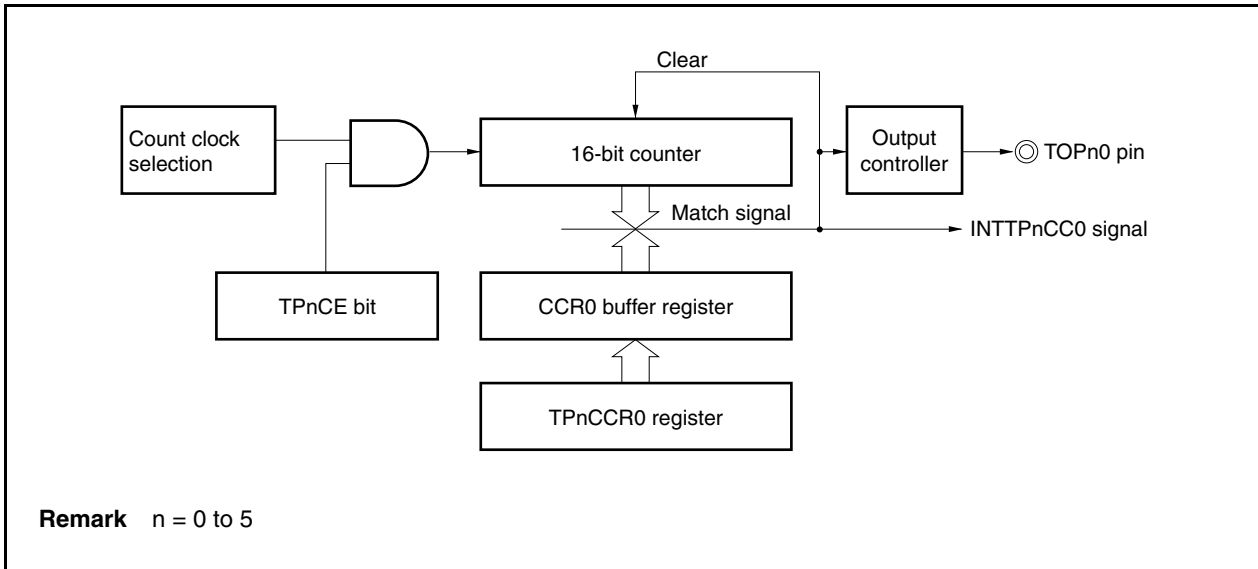 Clear
Count clock
selection
16-bit counter
Output
controller
TOPn0 pin
Match signal
INTTPnCC0 signal
TPnCE bit
CCR0 buffer register
TPnCCR0 register
Remark n = 0 to 5